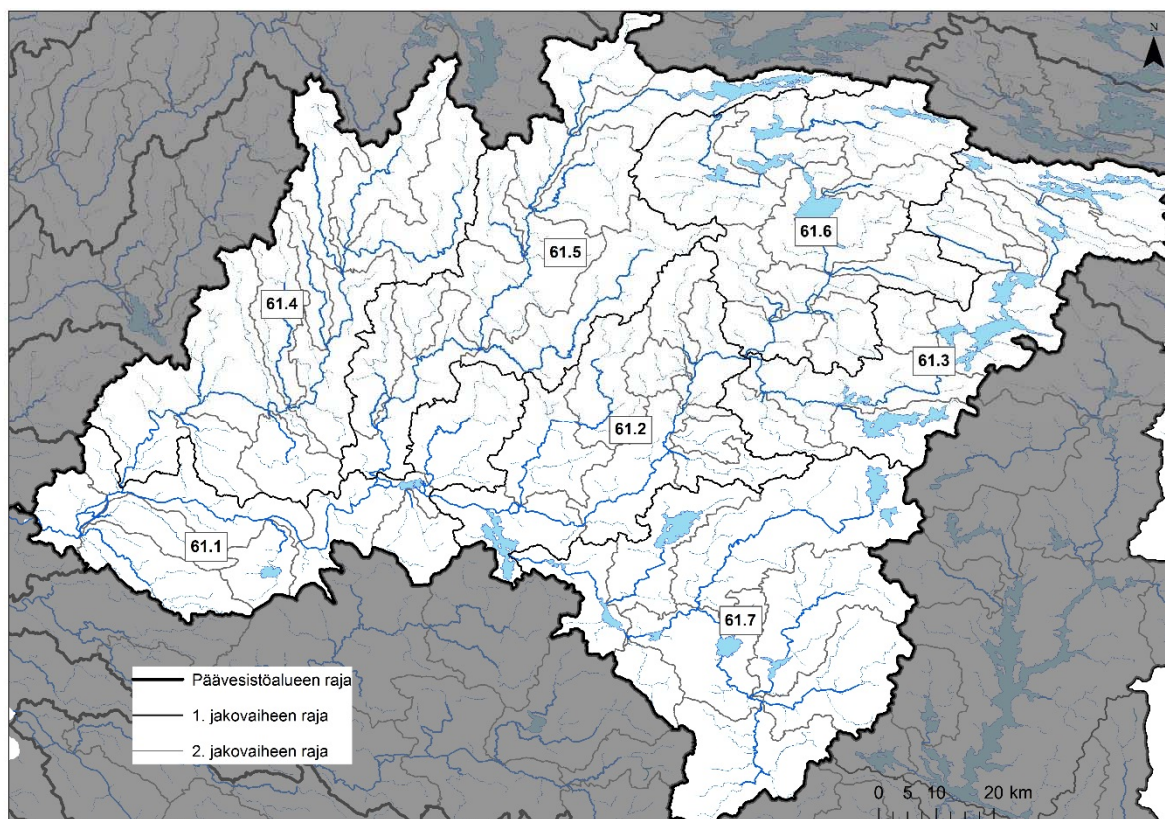 N
61.6
61.5
61.4
61.3
61.2
61.1
61.7
Päävesistöalueen raja
1. jakovaiheen raja
2. jakovaiheen raja
0 5 10 20 km